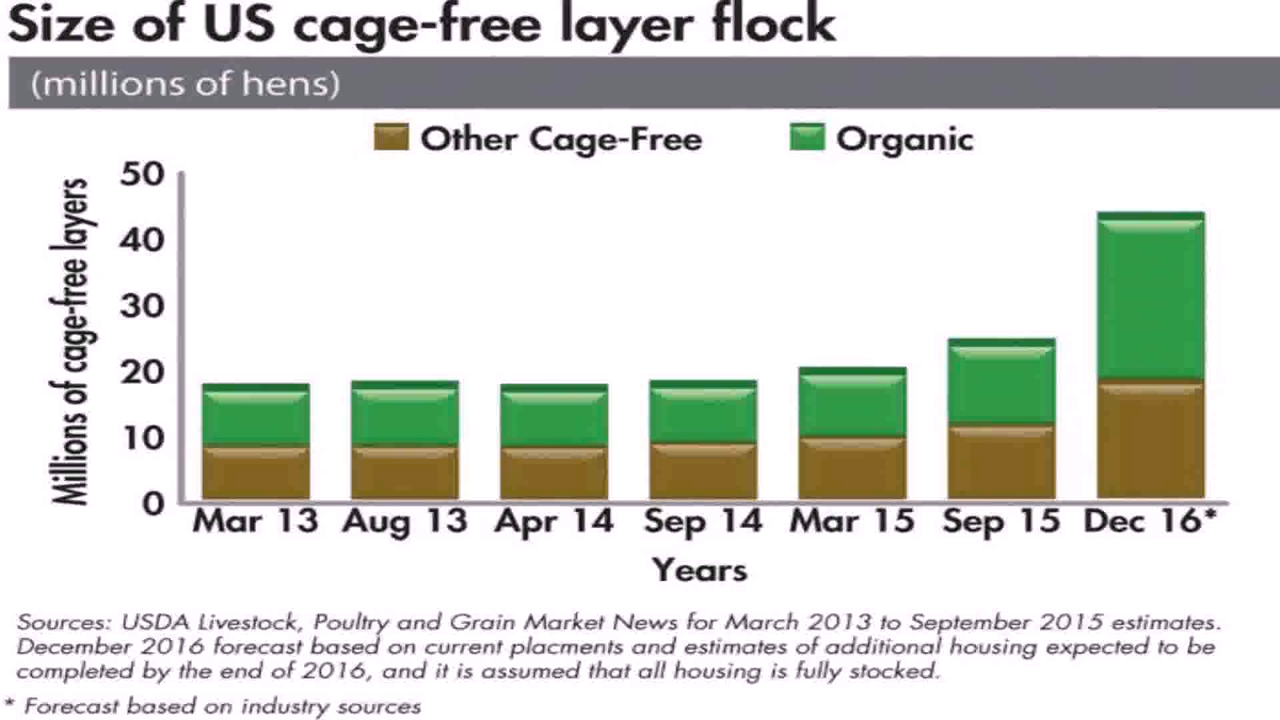 Size of US cage-free layer flock
(millions of hens)
Other Cage-Free Organic
Millions of cage-free layers
50
40
30
20
10
0
Mar 13 Aug 13 Apr 14 Sep 14 Mar 15 Sep 15 Dec 16*
Years
Sources: USDA Livestock, Poultry and Grain Market News for March 2013 to September 2015 estimates.
December 2016 forecast based on current placments and estimates of additional housing expected to be
completed by the end of 2016, and it is assumed that all housing is fully stocked.
* Forecast based on industry sources